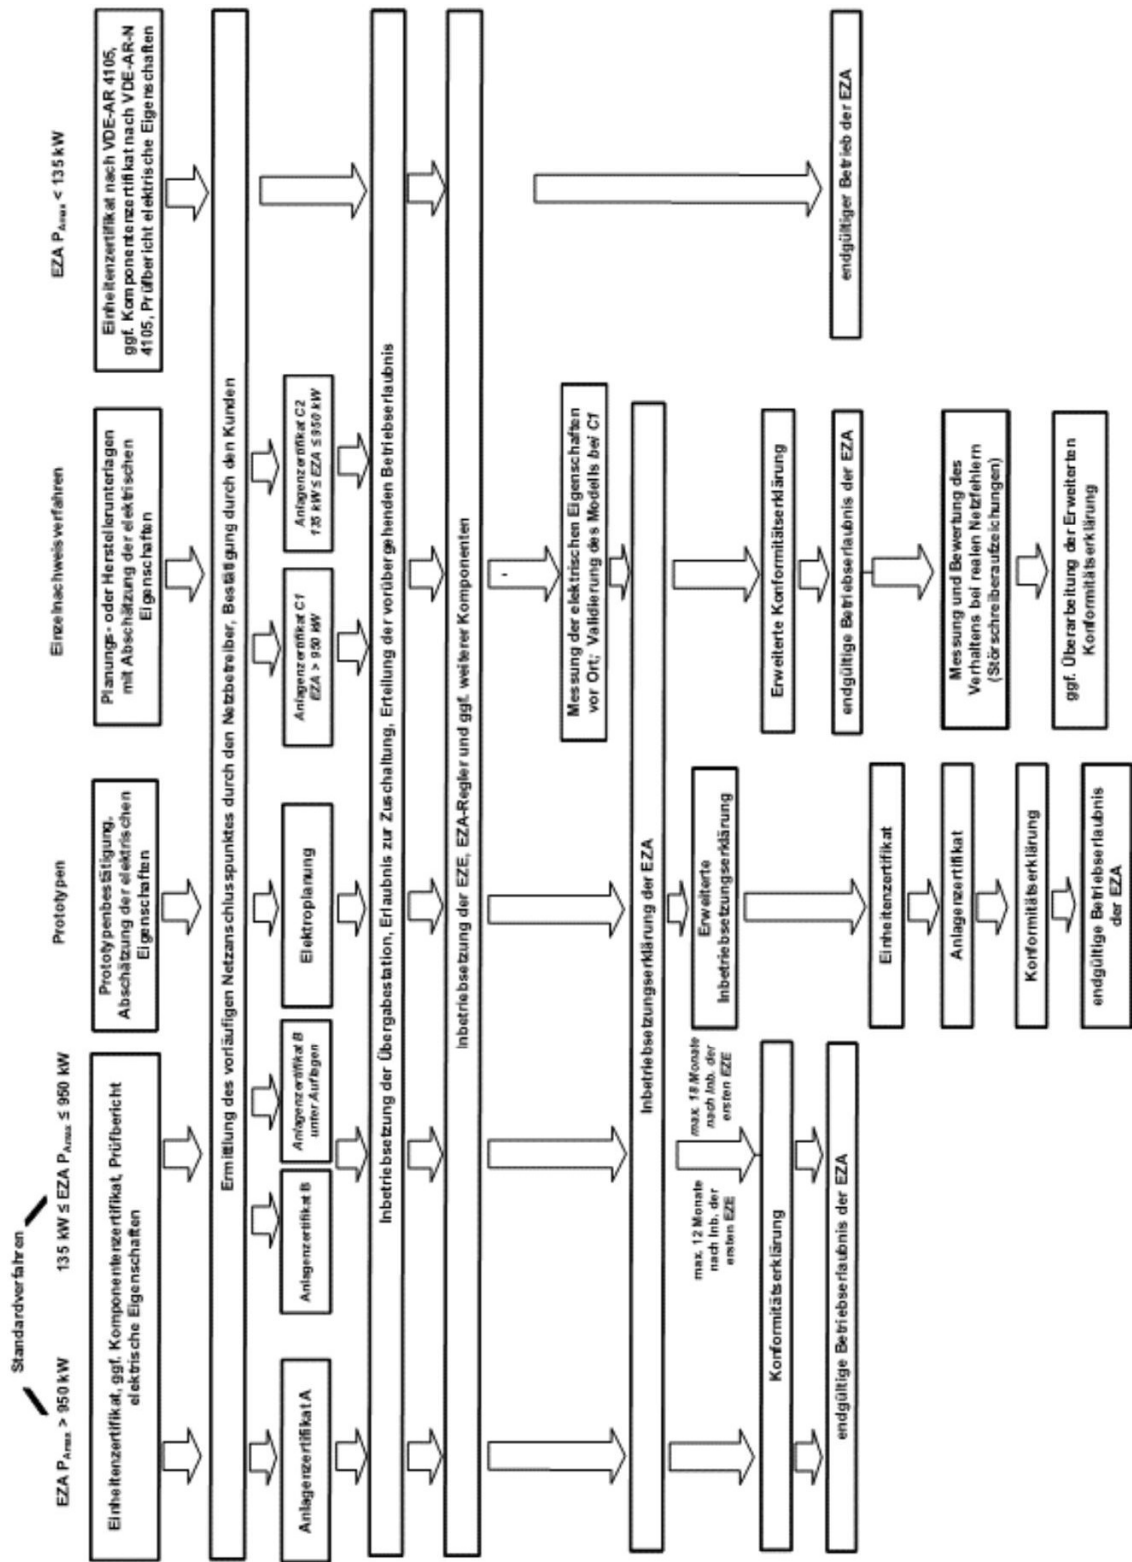 Standardverfahren
EZA P_Amax > 950 kW
135 kW ≤ EZA P_Amax ≤ 950 kW
Prototypen
Einzelnachweisverfahren
EZA P_Amax < 135 kW
Einheitenzertifikat, ggf. Komponentenzertifikat, Prüfbericht
elektrische Eigenschaften
Prototypenbestätigung,
Abschätzung der elektrischen
Eigenschaften
Planungs- oder Herstellerunterlagen
mit Abschätzung der elektrischen
Eigenschaften
Einheitenzertifikat nach VDE-AR 4105,
ggf. Komponentenzertifikat nach VDE-AR-N
4105, Prüfbericht elektrische Eigenschaften
Ermittlung des vorläufigen Netzanschlusspunktes durch den Netzbetreiber, Bestätigung durch den Kunden
Anlagenzertifikat A
Anlagenzertifikat B
Anlagenzertifikat B
unter Auflagen
Elektroplanung
Anlagenzertifikat C1
EZA > 950 kW
Anlagenzertifikat C2
135 kW ≤ EZA ≤ 950 kW
Inbetriebsetzung der Übergabestation, Erlaubnis zur Zuschaltung, Erteilung der vorübergehenden Betriebserlaubnis
Inbetriebsetzung der EZE, EZA-Regler und ggf. weiterer Komponenten
Messung der elektrischen Eigenschaften
vor Ort; Validierung des Modells bei C1
Inbetriebsetzungserklärung der EZA
max. 12 Monate
nach Inb. der
ersten EZE
max. 18 Monate
nach Inb. der
ersten EZE
Erweiterte
Inbetriebsetzungserklärung
Konformitätserklärung
Erweiterte Konformitätserklärung
endgültige Betriebserlaubnis der EZA
endgültige Betriebserlaubnis der EZA
endgültiger Betrieb der EZA
Einheitenzertifikat
Anlagenzertifikat
Konformitätserklärung
endgültige Betriebserlaubnis
der EZA
Messung und Bewertung des
Verhaltens bei realen Netzfehlern
(Störschreiberaufzeichungen)
ggf. Überarbeitung der Erweiterten
Konformitätserklärung